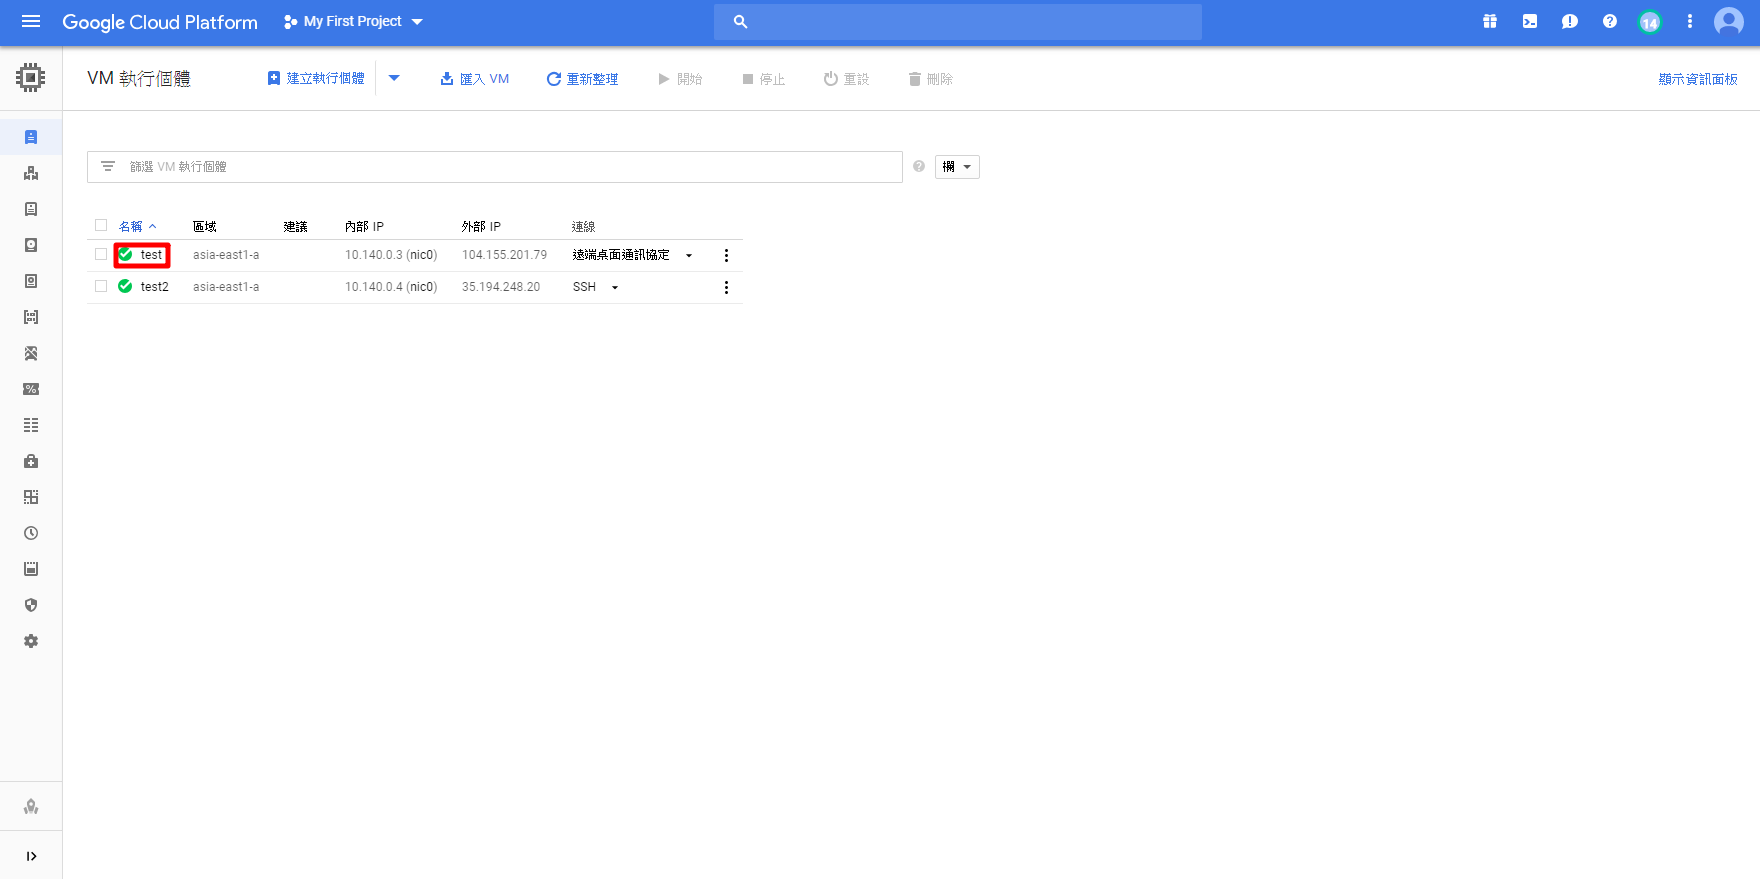 Google Cloud Platform My First Project 14
VM 執行個體 建立執行個體 匯入 VM 重新整理 開始 停止 重設 刪除 顯示資訊面板
篩選 VM 執行個體 ? 欄
名稱 區域 建議 內部 IP 外部 IP 連線
test asia-east1-a 10.140.0.3 (nic0) 104.155.201.79 遠端桌面通訊協定
test2 asia-east1-a 10.140.0.4 (nic0) 35.194.248.20 SSH